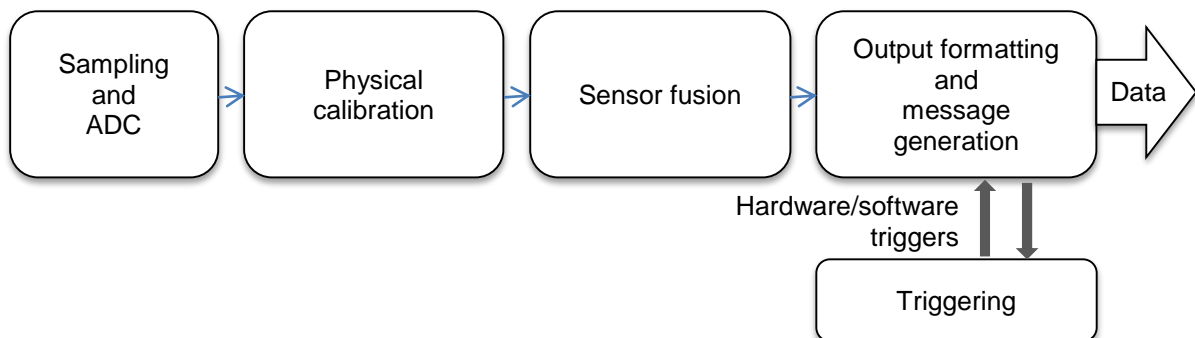 Sampling
and
ADC
Physical
calibration
Sensor fusion
Output formatting
and
message
generation
Data
Hardware/software
triggers
Triggering